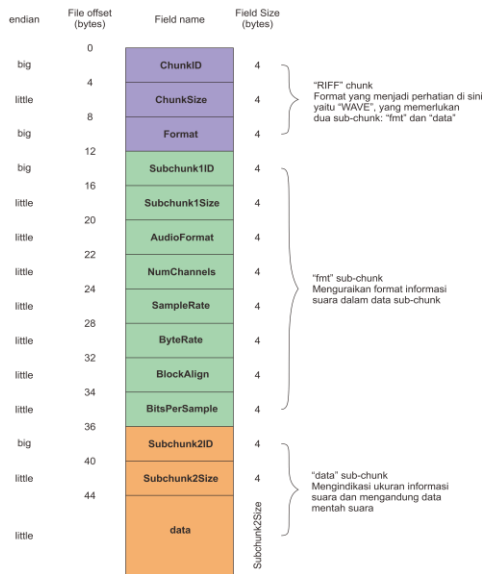 endian File offset (bytes) Field name Field Size (bytes)
0
big ChunkID 4
4
little ChunkSize 4
8
big Format 4
12
"RIFF" chunk
Format yang menjadi perhatian di sini
yaitu "WAVE", yang memerlukan
dua sub-chunk: "fmt" dan "data"
big Subchunk1ID 4
16
little Subchunk1Size 4
20
little AudioFormat 4
22
little NumChannels 4
24
little SampleRate 4
28
little ByteRate 4
32
little BlockAlign 4
34
little BitsPerSample 4
36
"fmt" sub-chunk
Menguraikan format informasi
suara dalam data sub-chunk
big Subchunk2ID 4
40
little Subchunk2Size 4
44
little data Subchunk2Size
"data" sub-chunk
Mengindikasi ukuran informasi
suara dan mengandung data
mentah suara